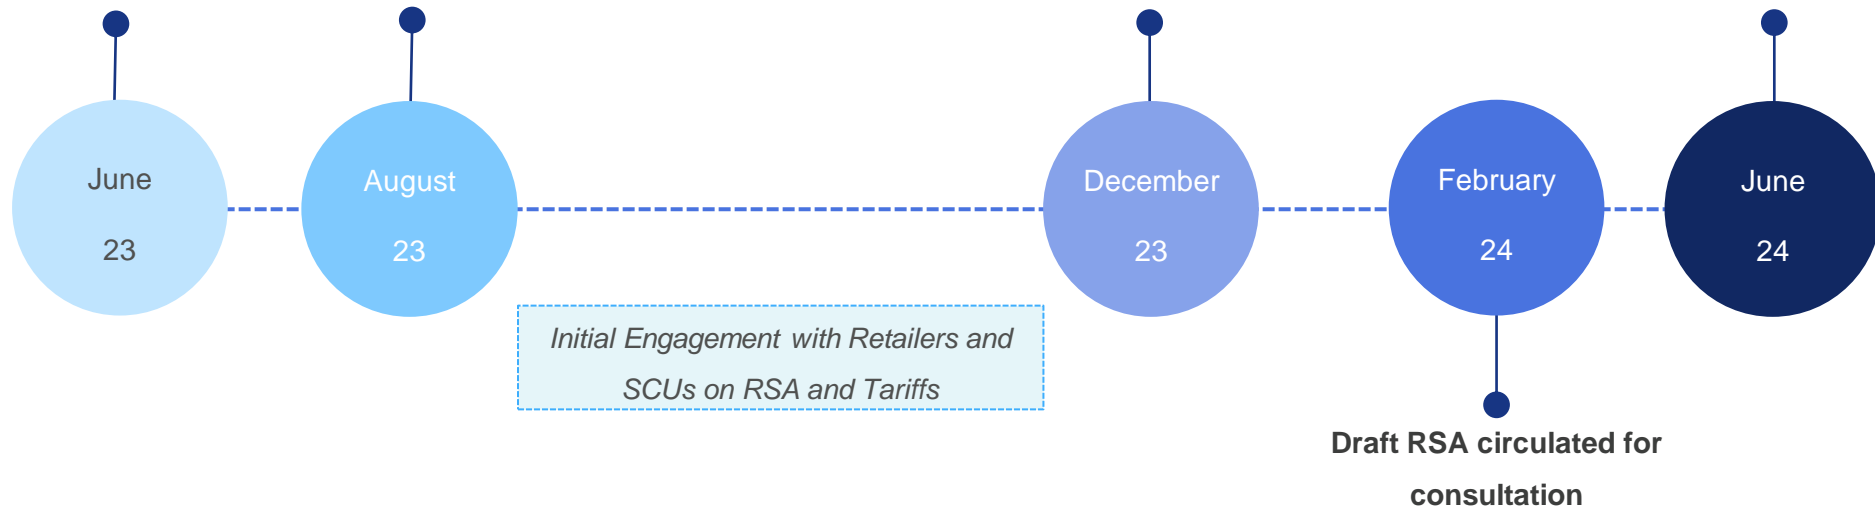 June
23
August
23
December
23
February
24
June
24
Initial Engagement with Retailers and
SCUs on RSA and Tariffs
Draft RSA circulated for
consultation